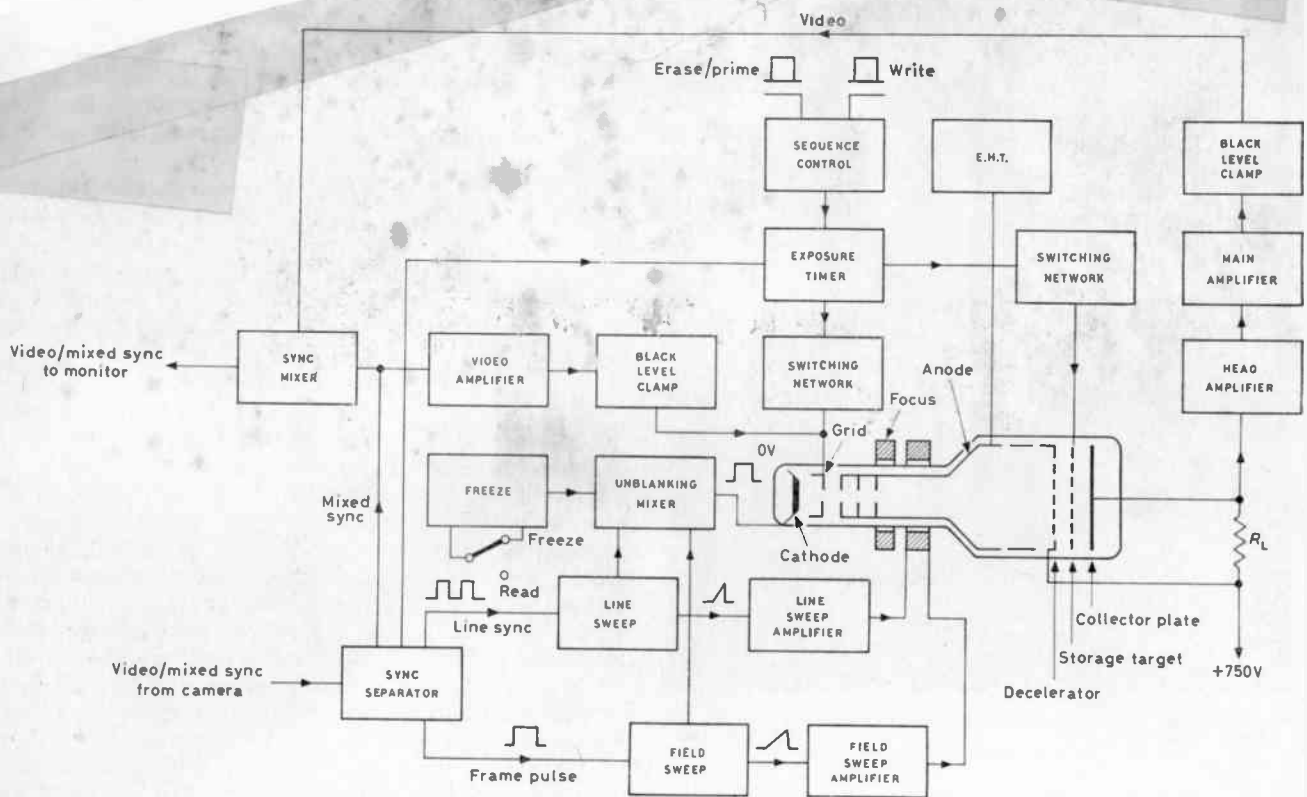 Video
Erase/prime
Write
SEQUENCE
CONTROL
E.H.T.
BLACK
LEVEL
CLAMP
EXPOSURE
TIMER
SWITCHING
NETWORK
MAIN
AMPLIFIER
Video/mixed sync
to monitor
SYNC
MIXER
VIDEO
AMPLIFIER
BLACK
LEVEL
CLAMP
SWITCHING
NETWORK
HEAD
AMPLIFIER
Anode
Focus
Grid
0V
Mixed
sync
FREEZE
UNBLANKING
MIXER
Freeze
Read
Cathode
RL
Line sync
LINE
SWEEP
LINE
SWEEP
AMPLIFIER
Collector plate
Storage target
Decelerator
+750V
Video/mixed sync
from camera
SYNC
SEPARATOR
Frame pulse
FIELD
SWEEP
FIELD
SWEEP
AMPLIFIER